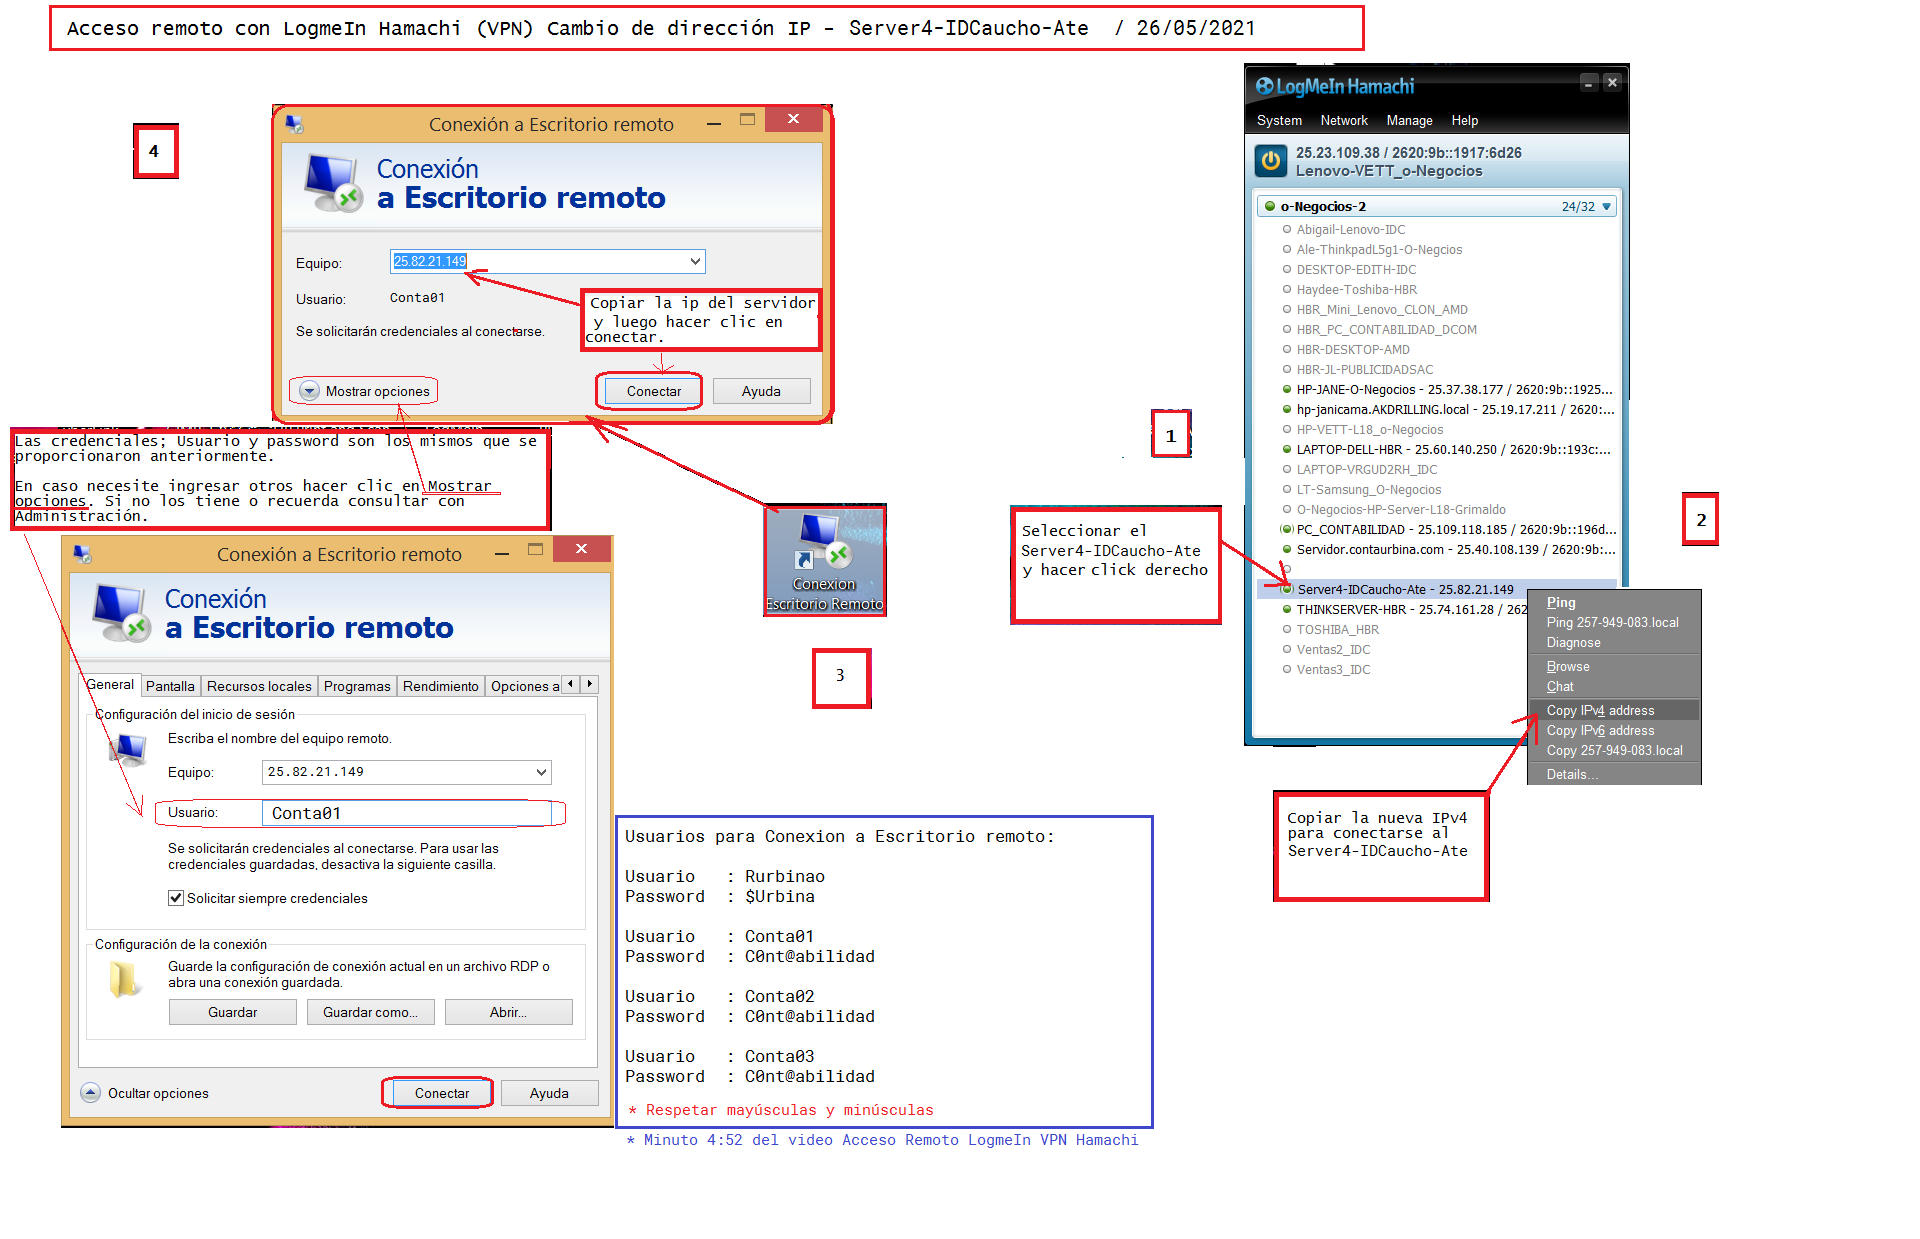 Acceso remoto con LogmeIn Hamachi (VPN) Cambio de dirección IP - Server4-IDCaucho-Ate / 26/05/2021
4
Conexión a Escritorio remoto
Conexión
a Escritorio remoto
Equipo:
25.82.21.149
Usuario:
Conta01
Se solicitarán credenciales al conectarse.
Copiar la ip del servidor
y luego hacer clic en
conectar.
Mostrar opciones
Conectar
Ayuda
Las credenciales; Usuario y password son los mismos que se
proporcionaron anteriormente.
En caso necesite ingresar otros hacer clic en Mostrar
opciones. Si no los tiene o recuerda consultar con
Administración.
Conexión a Escritorio remoto
Conexión
a Escritorio remoto
General
Pantalla
Recursos locales
Programas
Rendimiento
Opciones a
Configuración del inicio de sesión
Escriba el nombre del equipo remoto.
Equipo:
25.82.21.149
Usuario:
Conta01
Se solicitarán credenciales al conectarse. Para usar las
credenciales guardadas, desactiva la siguiente casilla.
Solicitar siempre credenciales
Configuración de la conexión
Guarde la configuración de conexión actual en un archivo RDP o
abra una conexión guardada.
Guardar
Guardar como...
Abrir...
Ocultar opciones
Conectar
Ayuda
Conexion
Escritorio Remoto
3
Usuarios para Conexion a Escritorio remoto:
Usuario : Rurbinao
Password : $Urbina
Usuario : Conta01
Password : C0nt@abilidad
Usuario : Conta02
Password : C0nt@abilidad
Usuario : Conta03
Password : C0nt@abilidad
* Respetar mayúsculas y minúsculas
* Minuto 4:52 del video Acceso Remoto LogmeIn VPN Hamachi
1
Seleccionar el
Server4-IDCaucho-Ate
y hacer click derecho
LogMeIn Hamachi
System Network Manage Help
25.23.109.38 / 2620:9b::1917:6d26
Lenovo-VETT_o-Negocios
o-Negocios-2 24/32
Abigail-Lenovo-IDC
Ale-ThinkpadL5g1-O-Negcios
DESKTOP-EDITH-IDC
Haydee-Toshiba-HBR
HBR_Mini_Lenovo_CLON_AMD
HBR_PC_CONTABILIDAD_DCOM
HBR-DESKTOP-AMD
HBR-JL-PUBLICIDADSAC
HP-JANE-O-Negocios - 25.37.38.177 / 2620:9b::1925...
hp-janicama.AKDRILLING.local - 25.19.17.211 / 2620:...
HP-VETT-L18_o-Negocios
LAPTOP-DELL-HBR - 25.60.140.250 / 2620:9b::193c:...
LAPTOP-VRGUD2RH_IDC
LT-Samsung_O-Negocios
O-Negocios-HP-Server-L18-Grimaldo
PC_CONTABILIDAD - 25.109.118.185 / 2620:9b::196d...
Servidor.contaurbina.com - 25.40.108.139 / 2620:9b:...
Server4-IDCaucho-Ate - 25.82.21.149
THINKSERVER-HBR - 25.74.161.28 / 262
TOSHIBA_HBR
Ventas2_IDC
Ventas3_IDC
2
Ping
Ping 257-949-083.local
Diagnose
Browse
Chat
Copy IPv4 address
Copy IPv6 address
Copy 257-949-083.local
Details...
Copiar la nueva IPv4
para conectarse al
Server4-IDCaucho-Ate